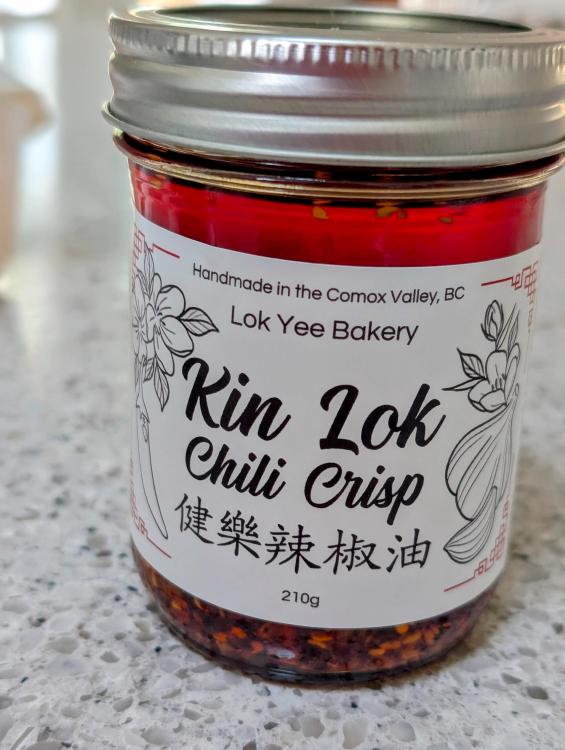 Handmade in the Comox Valley, BC
Lok Yee Bakery
Kin Lok
Chili Crisp
健樂辣椒油
210g